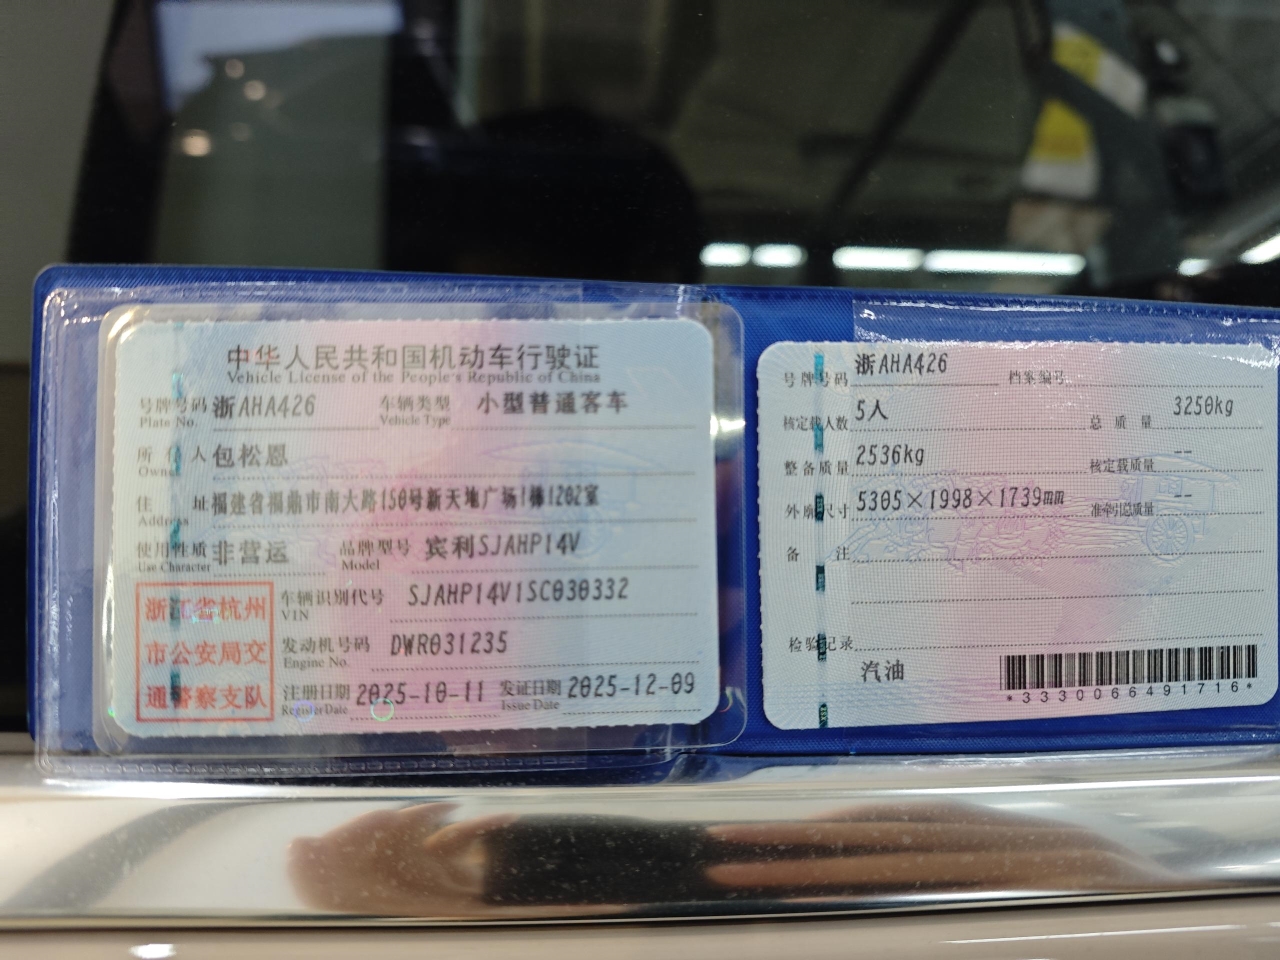 中华人民共和国机动车行驶证
Vehicle License of the People's Republic of China
号牌号码 浙AHA426 车辆类型 小型普通客车
Plate No. Vehicle Type
所有人 包松恩
Owner
住址 福建省福鼎市南大路150号新天地广场1幢1202室
Address
使用性质 非营运 品牌型号 宾利SJAHP14V
Use Character Model
浙江省杭州
市公安局交
通警察支队
车辆识别代号 SJAHP14V1SC030332
VIN
发动机号码 DWR031235
Engine No.
注册日期 2025-10-11 发证日期 2025-12-09
Register Date Issue Date
号牌号码 浙AHA426 档案编号
核定载人数 5人 总质量 3250kg
整备质量 2536kg 核定载质量 --
外廓尺寸 5305×1998×1739mm 准牵引总质量 --
备注
检验记录
汽油
*3330066491716*